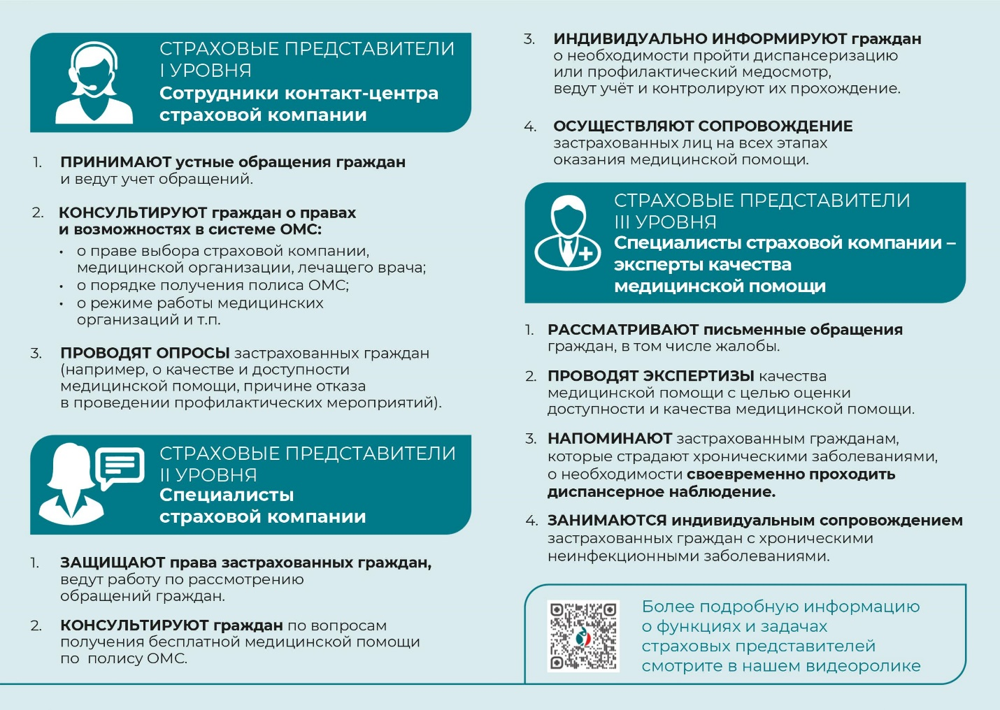 СТРАХОВЫЕ ПРЕДСТАВИТЕЛИ
I УРОВНЯ
Сотрудники контакт-центра
страховой компании
1. ПРИНИМАЮТ устные обращения граждан
и ведут учет обращений.
2. КОНСУЛЬТИРУЮТ граждан о правах
и возможностях в системе ОМС:
• о праве выбора страховой компании,
медицинской организации, лечащего врача;
• о порядке получения полиса ОМС;
• о режиме работы медицинских
организаций и т.п.
3. ПРОВОДЯТ ОПРОСЫ застрахованных граждан
(например, о качестве и доступности
медицинской помощи, причине отказа
в проведении профилактических мероприятий).
СТРАХОВЫЕ ПРЕДСТАВИТЕЛИ
II УРОВНЯ
Специалисты
страховой компании
1. ЗАЩИЩАЮТ права застрахованных граждан,
ведут работу по рассмотрению
обращений граждан.
2. КОНСУЛЬТИРУЮТ граждан по вопросам
получения бесплатной медицинской помощи
по полису ОМС.
3. ИНДИВИДУАЛЬНО ИНФОРМИРУЮТ граждан
о необходимости пройти диспансеризацию
или профилактический медосмотр,
ведут учёт и контролируют их прохождение.
4. ОСУЩЕСТВЛЯЮТ СОПРОВОЖДЕНИЕ
застрахованных лиц на всех этапах
оказания медицинской помощи.
СТРАХОВЫЕ ПРЕДСТАВИТЕЛИ
III УРОВНЯ
Специалисты страховой компании –
эксперты качества
медицинской помощи
1. РАССМАТРИВАЮТ письменные обращения
граждан, в том числе жалобы.
2. ПРОВОДЯТ ЭКСПЕРТИЗЫ качества
медицинской помощи с целью оценки
доступности и качества медицинской помощи.
3. НАПОМИНАЮТ застрахованным гражданам,
которые страдают хроническими заболеваниями,
о необходимости своевременно проходить
диспансерное наблюдение.
4. ЗАНИМАЮТСЯ индивидуальным сопровождением
застрахованных граждан с хроническими
неинфекционными заболеваниями.
Более подробную информацию
о функциях и задачах
страховых представителей
смотрите в нашем видеоролике